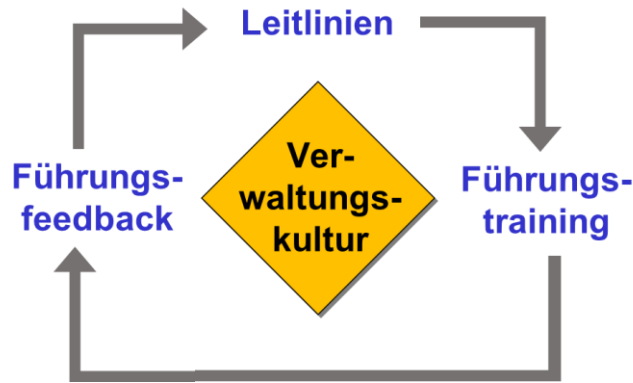 Leitlinien
Führungs-
feedback
Ver-
waltungs-
kultur
Führungs-
training